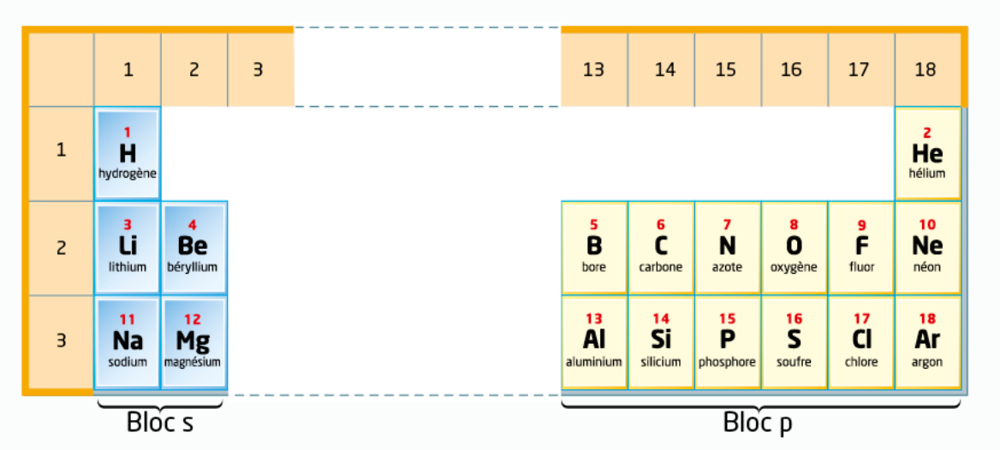 1 2 3 13 14 15 16 17 18
1
1
H
hydrogène
2
He
hélium
2
3
Li
lithium
4
Be
béryllium
5
B
bore
6
C
carbone
7
N
azote
8
O
oxygène
9
F
fluor
10
Ne
néon
3
11
Na
sodium
12
Mg
magnésium
13
Al
aluminium
14
Si
silicium
15
P
phosphore
16
S
soufre
17
Cl
chlore
18
Ar
argon
Bloc s
Bloc p